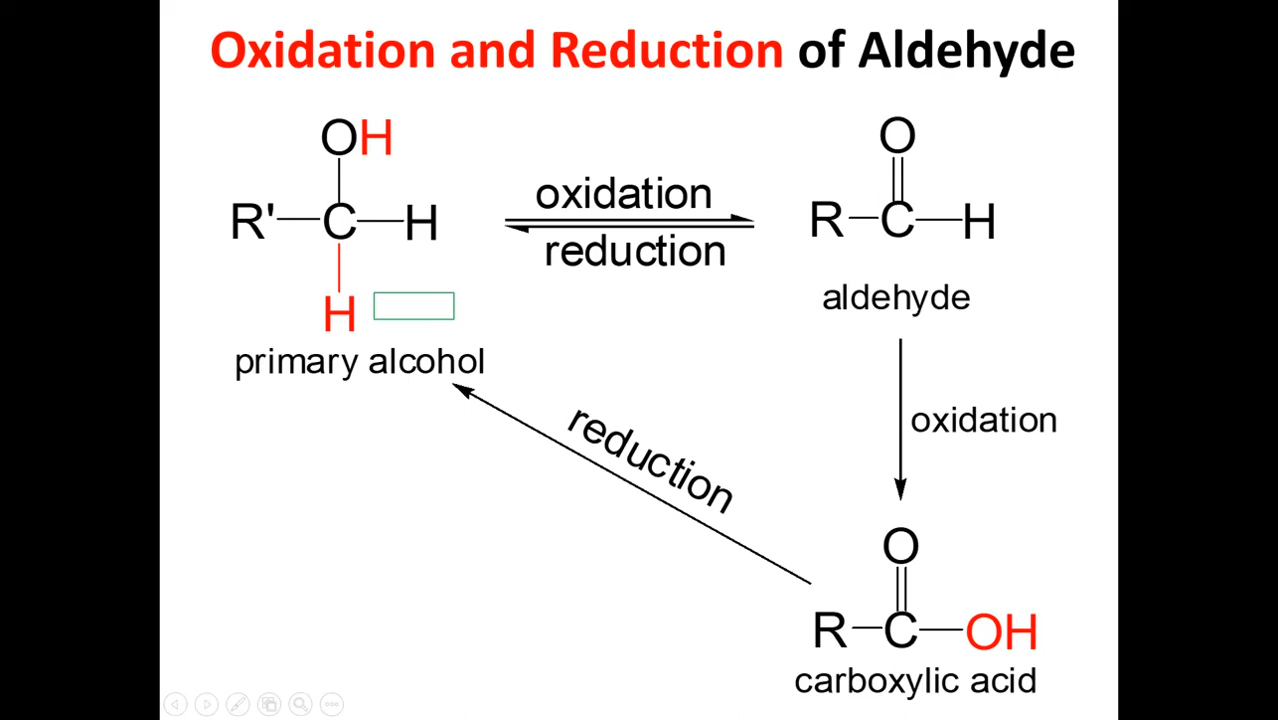 Oxidation and Reduction of Aldehyde
OH
R'—C—H
H
primary alcohol
oxidation
reduction
O
R—C—H
aldehyde
oxidation
reduction
O
R—C—OH
carboxylic acid